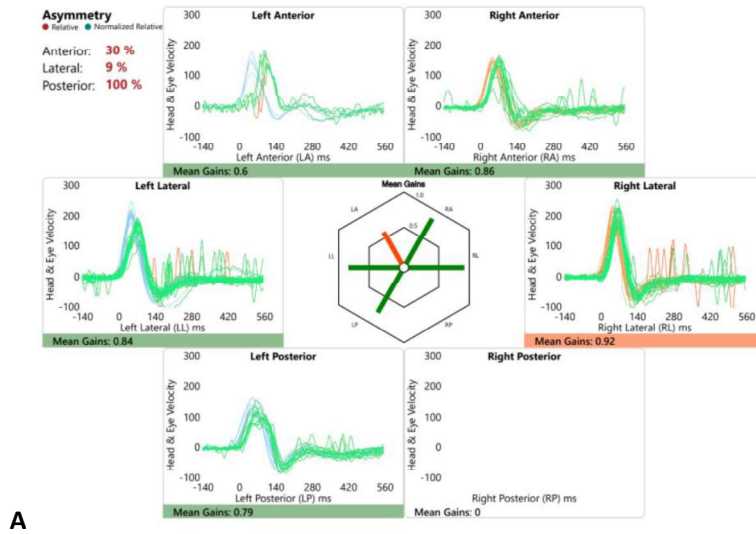 Asymmetry
Relative Normalized Relative
Anterior: 30 %
Lateral: 9 %
Posterior: 100 %
Left Anterior
Head & Eye Velocity
300
200
100
0
-100
-140 0 140 280 420 560
Left Anterior (LA) ms
Mean Gains: 0.6
Right Anterior
Head & Eye Velocity
300
200
100
0
-100
-140 0 140 280 420 560
Right Anterior (RA) ms
Mean Gains: 0.86
Left Lateral
Head & Eye Velocity
300
200
100
0
-100
-140 0 140 280 420 560
Left Lateral (LL) ms
Mean Gains: 0.84
Mean Gains
1.0
0.5
LA
RA
LL
RL
LP
RP
Right Lateral
Head & Eye Velocity
300
200
100
0
-100
-140 0 140 280 420 560
Right Lateral (RL) ms
Mean Gains: 0.92
Left Posterior
Head & Eye Velocity
300
200
100
0
-100
-140 0 140 280 420 560
Left Posterior (LP) ms
Mean Gains: 0.79
Right Posterior
Head & Eye Velocity
300
200
100
0
-100
-140 0 140 280 420 560
Right Posterior (RP) ms
Mean Gains: 0
A